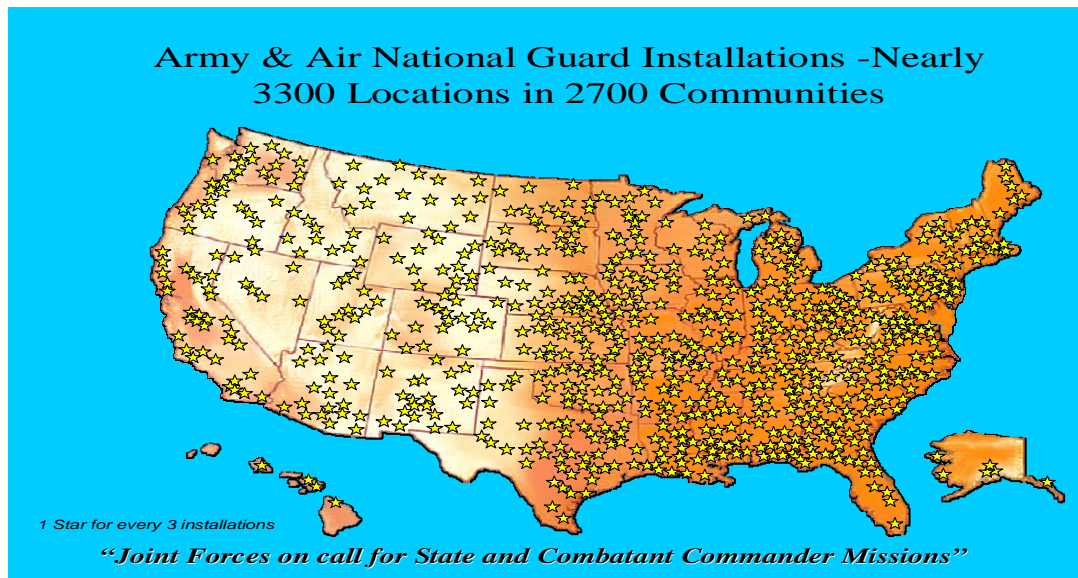 Army & Air National Guard Installations -Nearly
3300 Locations in 2700 Communities
1 Star for every 3 installations
“Joint Forces on call for State and Combatant Commander Missions”